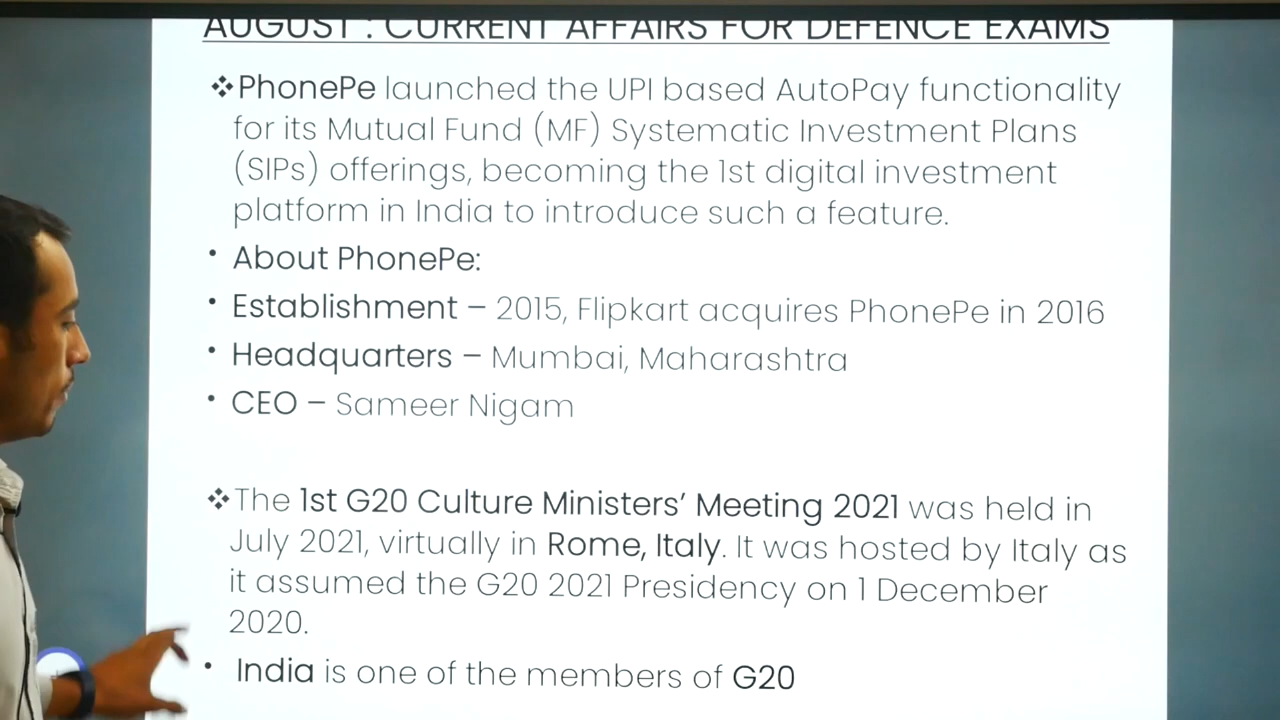 AUGUST : CURRENT AFFAIRS FOR DEFENCE EXAMS
❖PhonePe launched the UPI based AutoPay functionality
for its Mutual Fund (MF) Systematic Investment Plans
(SIPs) offerings, becoming the 1st digital investment
platform in India to introduce such a feature.
• About PhonePe:
• Establishment – 2015, Flipkart acquires PhonePe in 2016
• Headquarters – Mumbai, Maharashtra
• CEO – Sameer Nigam
❖The 1st G20 Culture Ministers’ Meeting 2021 was held in
July 2021, virtually in Rome, Italy. It was hosted by Italy as
it assumed the G20 2021 Presidency on 1 December
2020.
• India is one of the members of G20